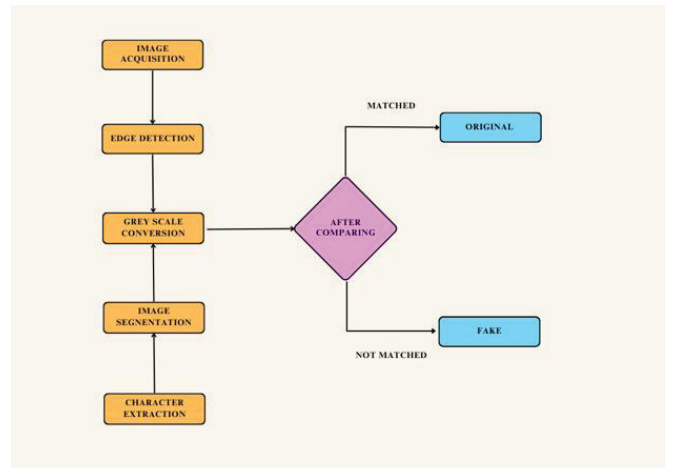 IMAGE
ACQUISITION
EDGE DETECTION
GREY SCALE
CONVERSION
IMAGE
SEGNENTATION
CHARACTER
EXTRACTION
AFTER
COMPARING
MATCHED
ORIGINAL
NOT MATCHED
FAKE